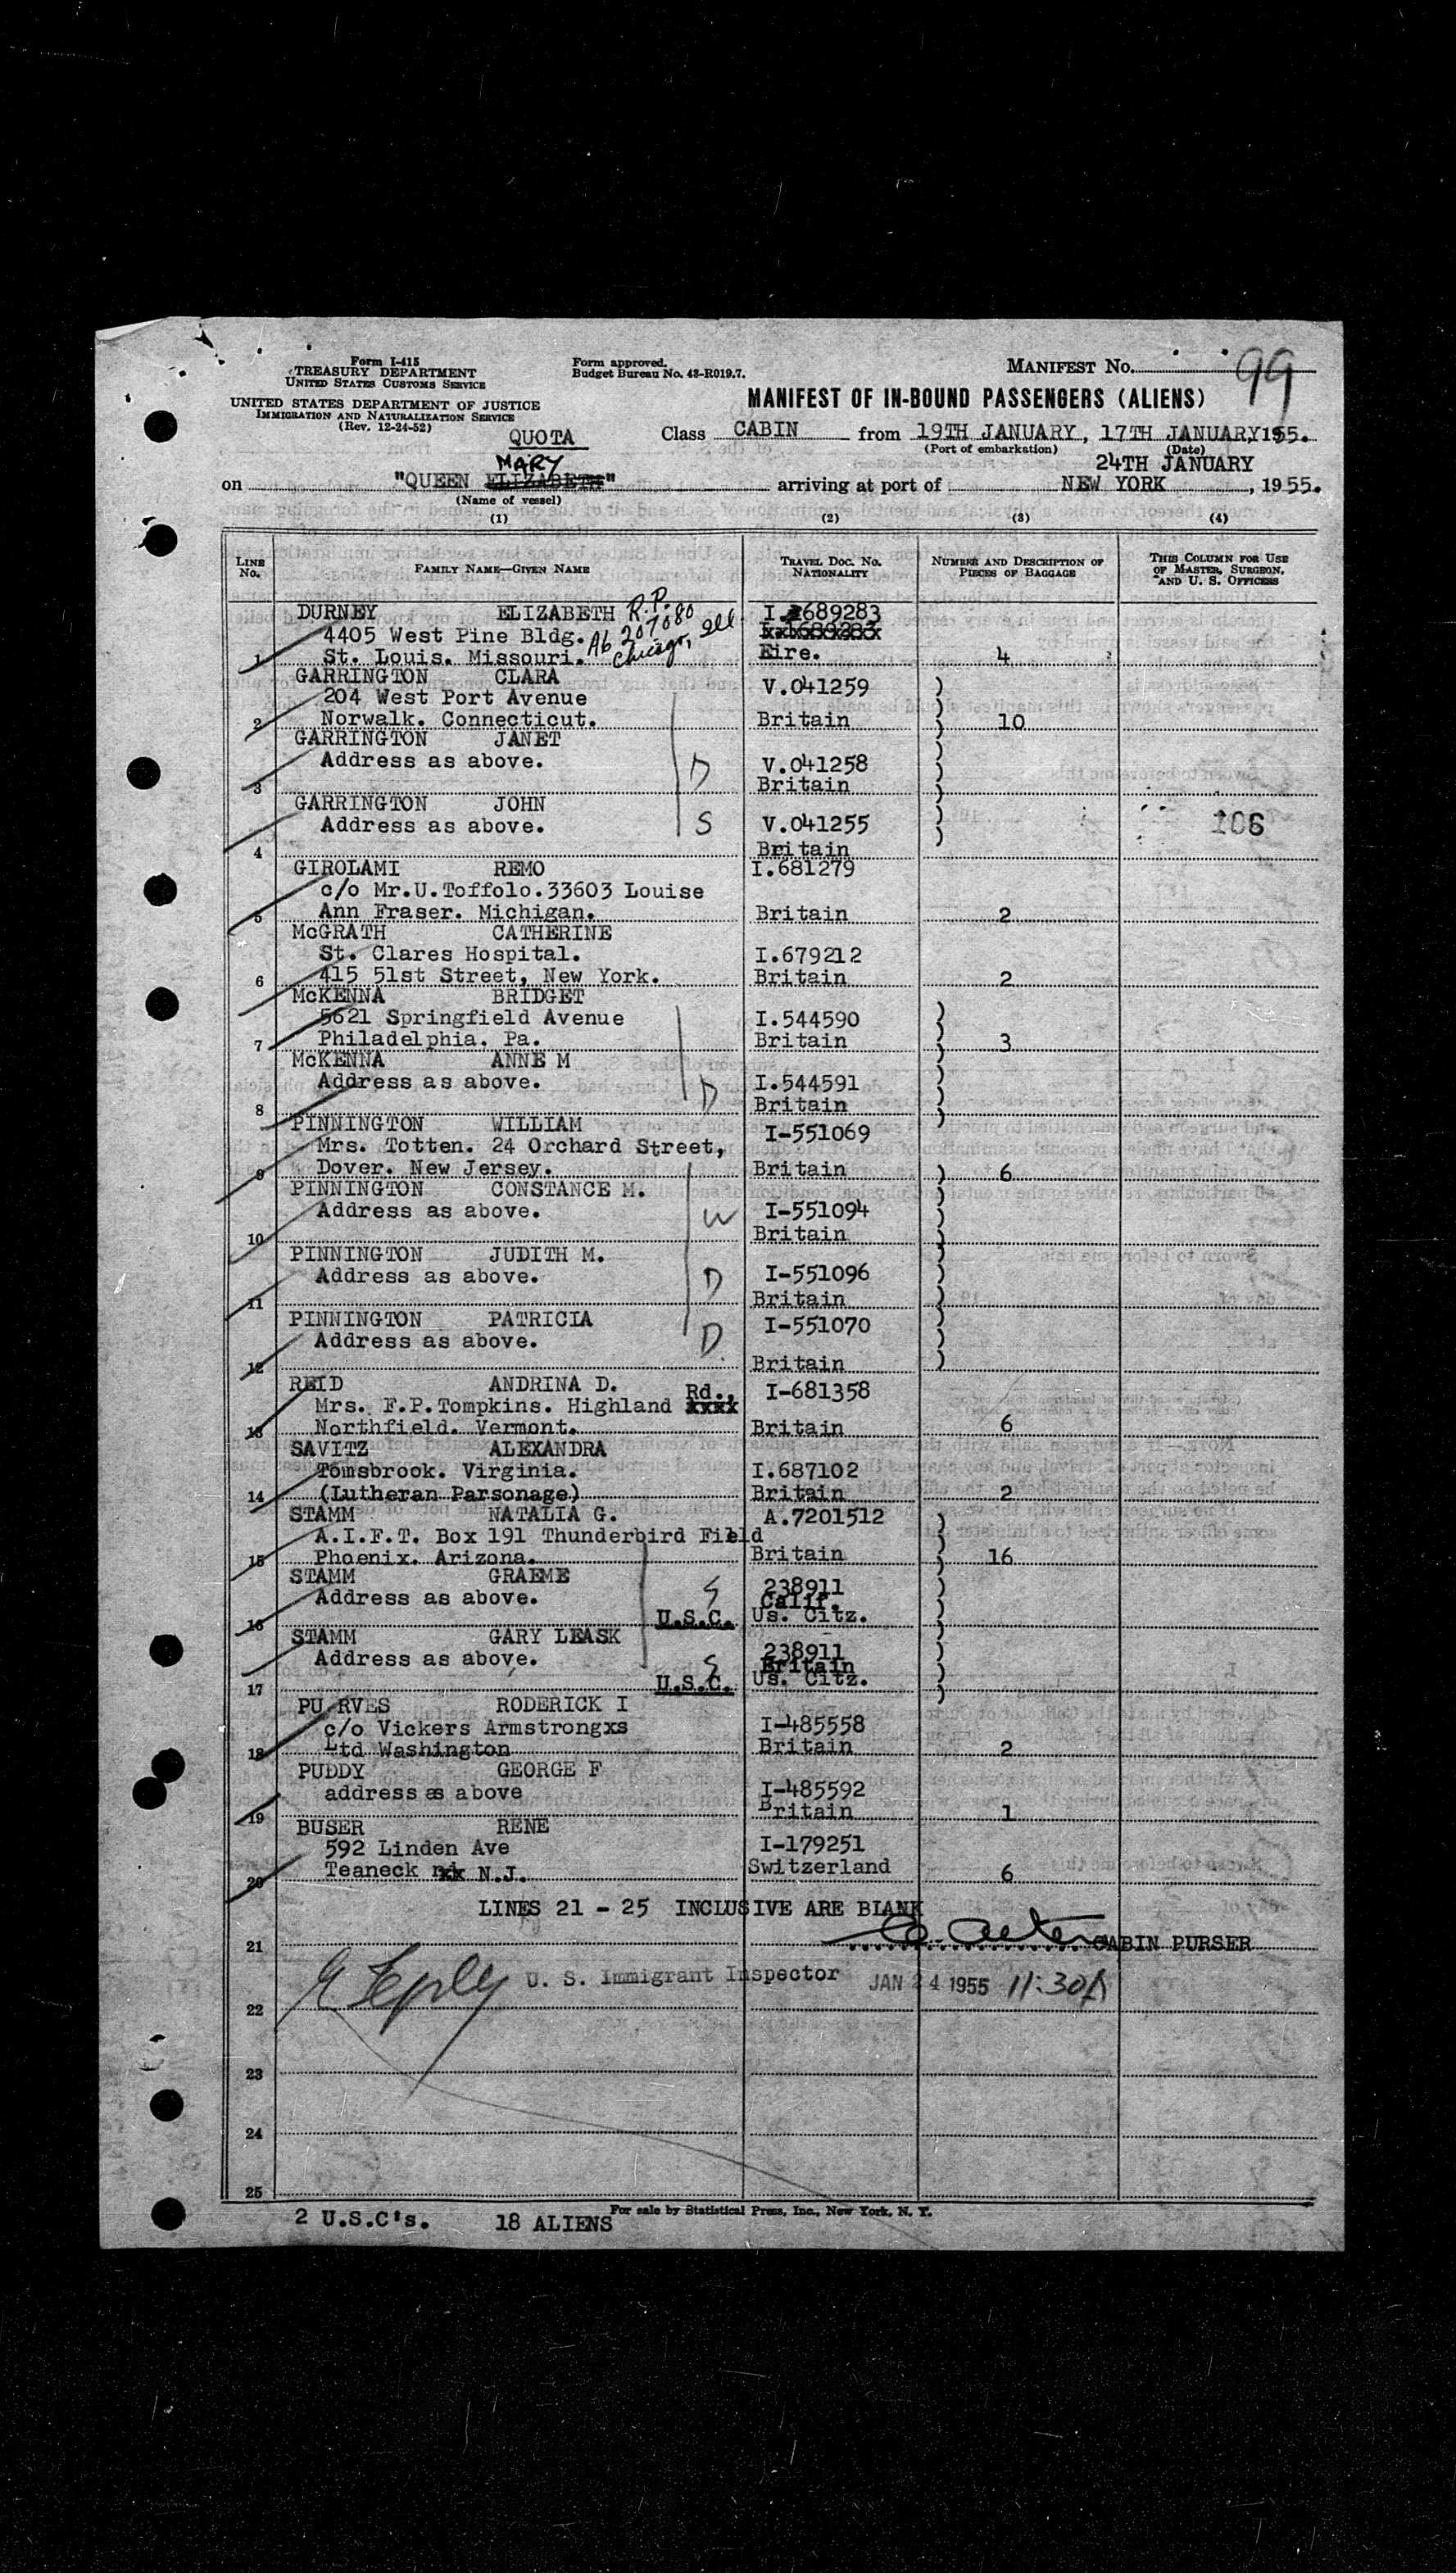 Form I-415
TREASURY DEPARTMENT
UNITED STATES CUSTOMS SERVICE
UNITED STATES DEPARTMENT OF JUSTICE
IMMIGRATION AND NATURALIZATION SERVICE
(Rev. 12-24-52)
Form approved.
Budget Bureau No. 43-R019.7.
MANIFEST No. 99
MANIFEST OF IN-BOUND PASSENGERS (ALIENS)
QUOTA
Class CABIN from 19TH JANUARY, 17TH JANUARY, 1955.
(Port of embarkation) (Date)
MARY 24TH JANUARY
on "QUEEN ELIZABETH" arriving at port of NEW YORK, 1955.
(Name of vessel)
(1) (2) (3) (4)
LINE No. FAMILY NAME—GIVEN NAME TRAVEL DOC. NO. NATIONALITY NUMBER AND DESCRIPTION OF PIECES OF BAGGAGE THIS COLUMN FOR USE OF MASTER, SURGEON, AND U. S. OFFICERS
DURNEY ELIZABETH R.P. I.1689283
4405 West Pine Bldg. Ab 207080
1 St. Louis. Missouri. Chicago, Ill Eire. 4
GARRINGTON CLARA V.041259
204 West Port Avenue
2 Norwalk. Connecticut. Britain 10
GARRINGTON JANET
Address as above. D V.041258
3 Britain
GARRINGTON JOHN
Address as above. S V.041255 106
4 Britain
GIROLAMI REMO I.681279
c/o Mr.U.Toffolo.33603 Louise
5 Ann Fraser. Michigan. Britain 2
McGRATH CATHERINE
St. Clares Hospital. I.679212
6 415 51st Street, New York. Britain 2
McKENNA BRIDGET
5621 Springfield Avenue I.544590
7 Philadelphia. Pa. Britain 3
McKENNA ANNE M
Address as above. D I.544591
8 Britain
PINNINGTON WILLIAM I-551069
Mrs. Totten. 24 Orchard Street,
9 Dover. New Jersey. Britain 6
PINNINGTON CONSTANCE M.
Address as above. W I-551094
10 Britain
PINNINGTON JUDITH M.
Address as above. D I-551096
11 Britain
PINNINGTON PATRICIA I-551070
Address as above. D.
12 Britain
REID ANDRINA D. Rd., I-681358
Mrs. F.P.Tompkins. Highland xxxx
13 Northfield. Vermont. Britain 6
SAVITZ ALEXANDRA
Tomsbrook. Virginia. I.687102
14 (Lutheran Parsonage) Britain 2
STAMM NATALIA G. A.7201512
A.I.F.T. Box 191 Thunderbird Field
15 Phoenix. Arizona. Britain 16
STAMM GRAEME 238911
Address as above. S Calif.
16 U.S.C. Us. Citz.
STAMM GARY LEASK 238911
Address as above. S Britain
17 U.S.C. Us. Citz.
PU RVES RODERICK I
c/o Vickers Armstrongxs I-485558
18 Ltd Washington Britain 2
PUDDY GEORGE F
address as above I-485592
19 Britain 1
BUSER RENE
592 Linden Ave I-179251
20 Teaneck N.J. Switzerland 6
LINES 21 - 25 INCLUSIVE ARE BLANK
21 CABIN PURSER
U. S. Immigrant Inspector JAN 24 1955 11:30A
22
23
24
25
For sale by Statistical Press, Inc., New York, N. Y.
2 U.S.C's. 18 ALIENS